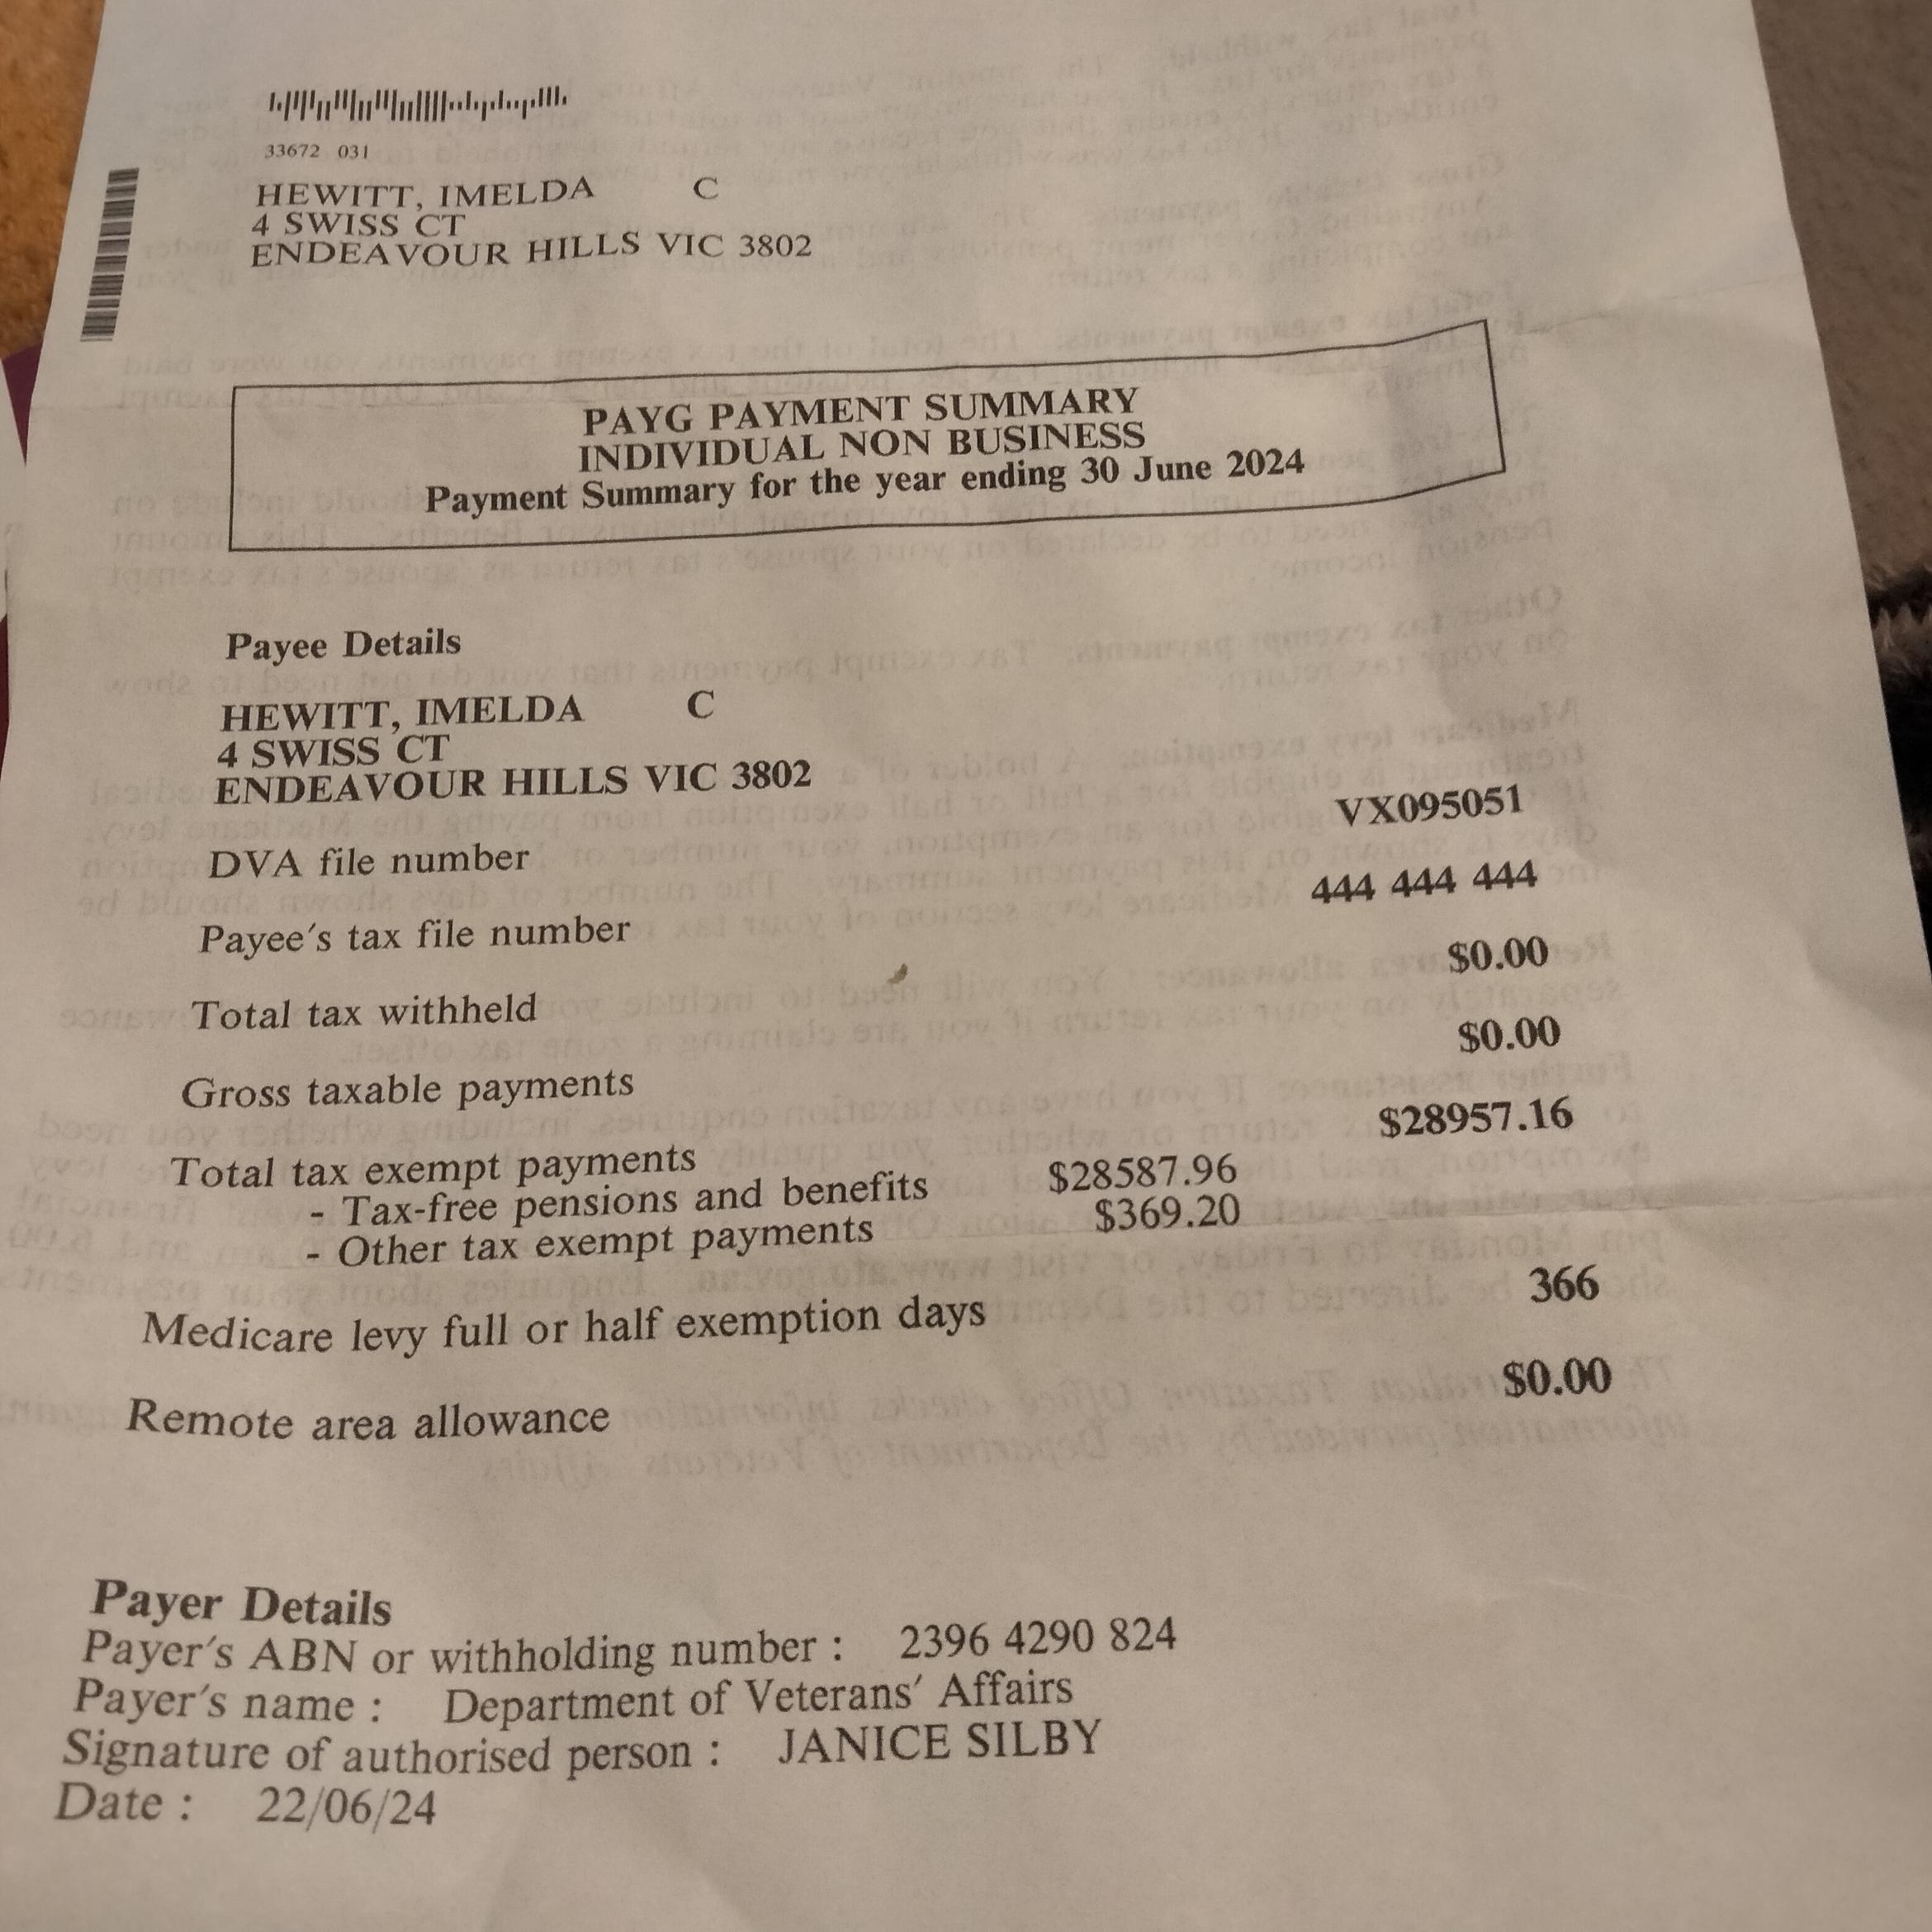 33672 031
HEWITT, IMELDA C
4 SWISS CT
ENDEAVOUR HILLS VIC 3802
PAYG PAYMENT SUMMARY
INDIVIDUAL NON BUSINESS
Payment Summary for the year ending 30 June 2024
Payee Details
HEWITT, IMELDA C
4 SWISS CT
ENDEAVOUR HILLS VIC 3802
DVA file number VX095051
Payee's tax file number 444 444 444
Total tax withheld $0.00
Gross taxable payments $0.00
Total tax exempt payments $28957.16
- Tax-free pensions and benefits $28587.96
- Other tax exempt payments $369.20
Medicare levy full or half exemption days 366
Remote area allowance $0.00
Payer Details
Payer's ABN or withholding number : 2396 4290 824
Payer's name : Department of Veterans' Affairs
Signature of authorised person : JANICE SILBY
Date : 22/06/24